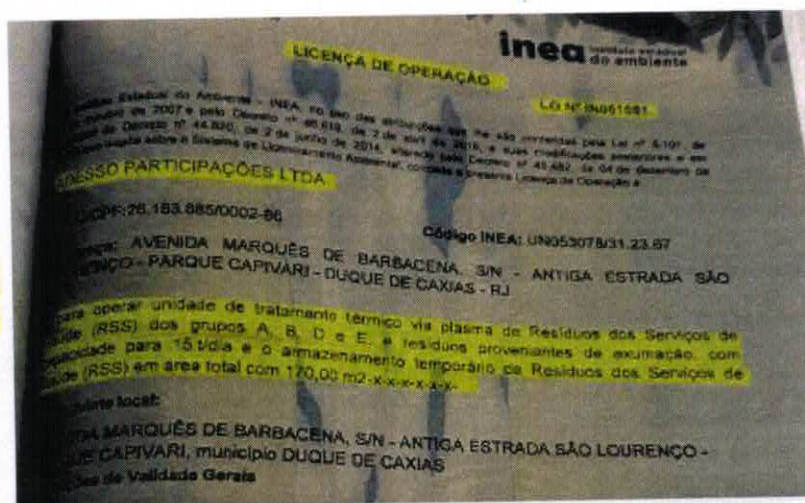 inea instituto estadual do ambiente
LICENÇA DE OPERAÇÃO
LO Nº IN051681
Estadual do Ambiente - INEA, no uso das atribuições que lhe são conferidas pela Lei nº 5.101, de
de outubro de 2007 e pelo Decreto nº 46.619, de 2 de abril de 2019, e suas modificações posteriores e em
Decreto nº 44.820, de 2 de junho de 2014, alterado pelo Decreto nº 45.482, de 04 de dezembro de
sobre o Sistema de Licenciamento Ambiental, concede a presente Licença de Operação a
PARTICIPAÇÕES LTDA
CPF: 26.183.885/0002-86
Código INEA: UN053078/31.23.67
AVENIDA MARQUÊS DE BARBACENA, S/N - ANTIGA ESTRADA SÃO
- PARQUE CAPIVARI - DUQUE DE CAXIAS - RJ
para operar unidade de tratamento térmico via plasma de Resíduos dos Serviços de
(RSS) dos grupos A, B, D e E, e resíduos provenientes de exumação, com
para 15 t/dia e o armazenamento temporário de Resíduos dos Serviços de
(RSS) em área total com 170,00 m2-x-x-x-x-x-x-
local:
MARQUÊS DE BARBACENA, S/N - ANTIGA ESTRADA SÃO LOURENÇO -
CAPIVARI, município DUQUE DE CAXIAS
de Validade Gerais